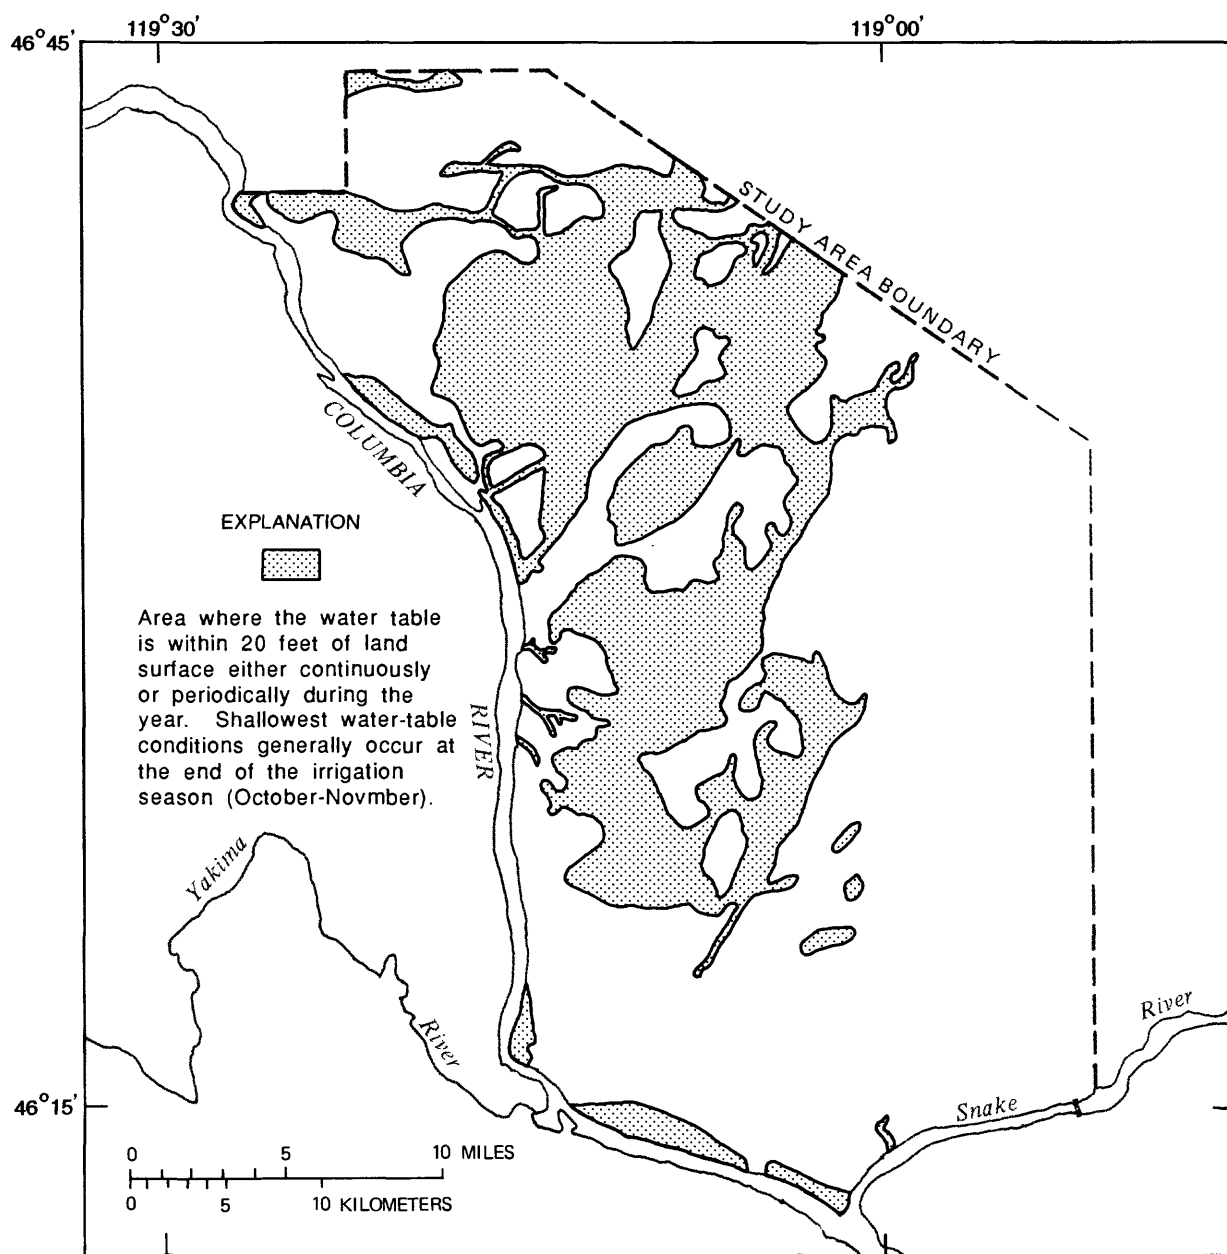 119°30'
119°00'
46°45'
STUDY AREA BOUNDARY
COLUMBIA
RIVER
EXPLANATION
Area where the water table
is within 20 feet of land
surface either continuously
or periodically during the
year. Shallowest water-table
conditions generally occur at
the end of the irrigation
season (October-Novmber).
Yakima
River
Snake
River
46°15'
0 5 10 MILES
0 5 10 KILOMETERS